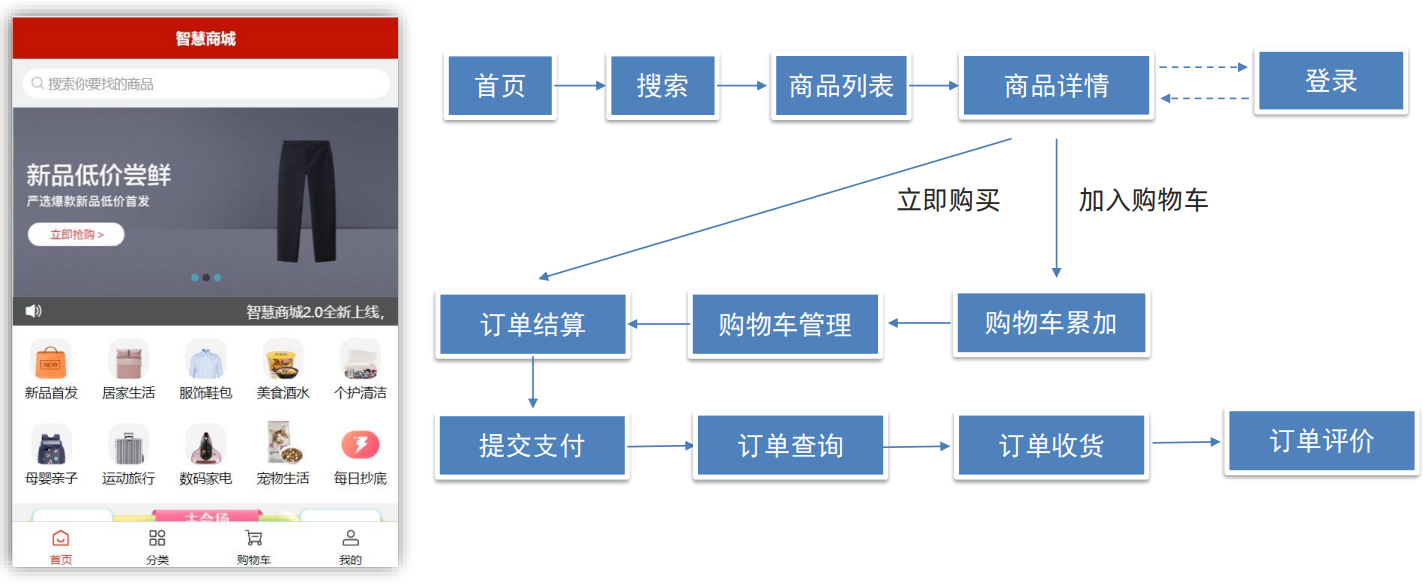 智慧商城
搜索你要找的商品
新品低价尝鲜
严选爆款新品低价首发
立即抢购 >
智慧商城2.0全新上线,
NEW
新品首发 居家生活 服饰鞋包 美食酒水 个护清洁
母婴亲子 运动旅行 数码家电 宠物生活 每日抄底
主会场
首页 分类 购物车 我的
首页 搜索 商品列表 商品详情 登录
立即购买 加入购物车
订单结算 购物车管理 购物车累加
提交支付 订单查询 订单收货 订单评价